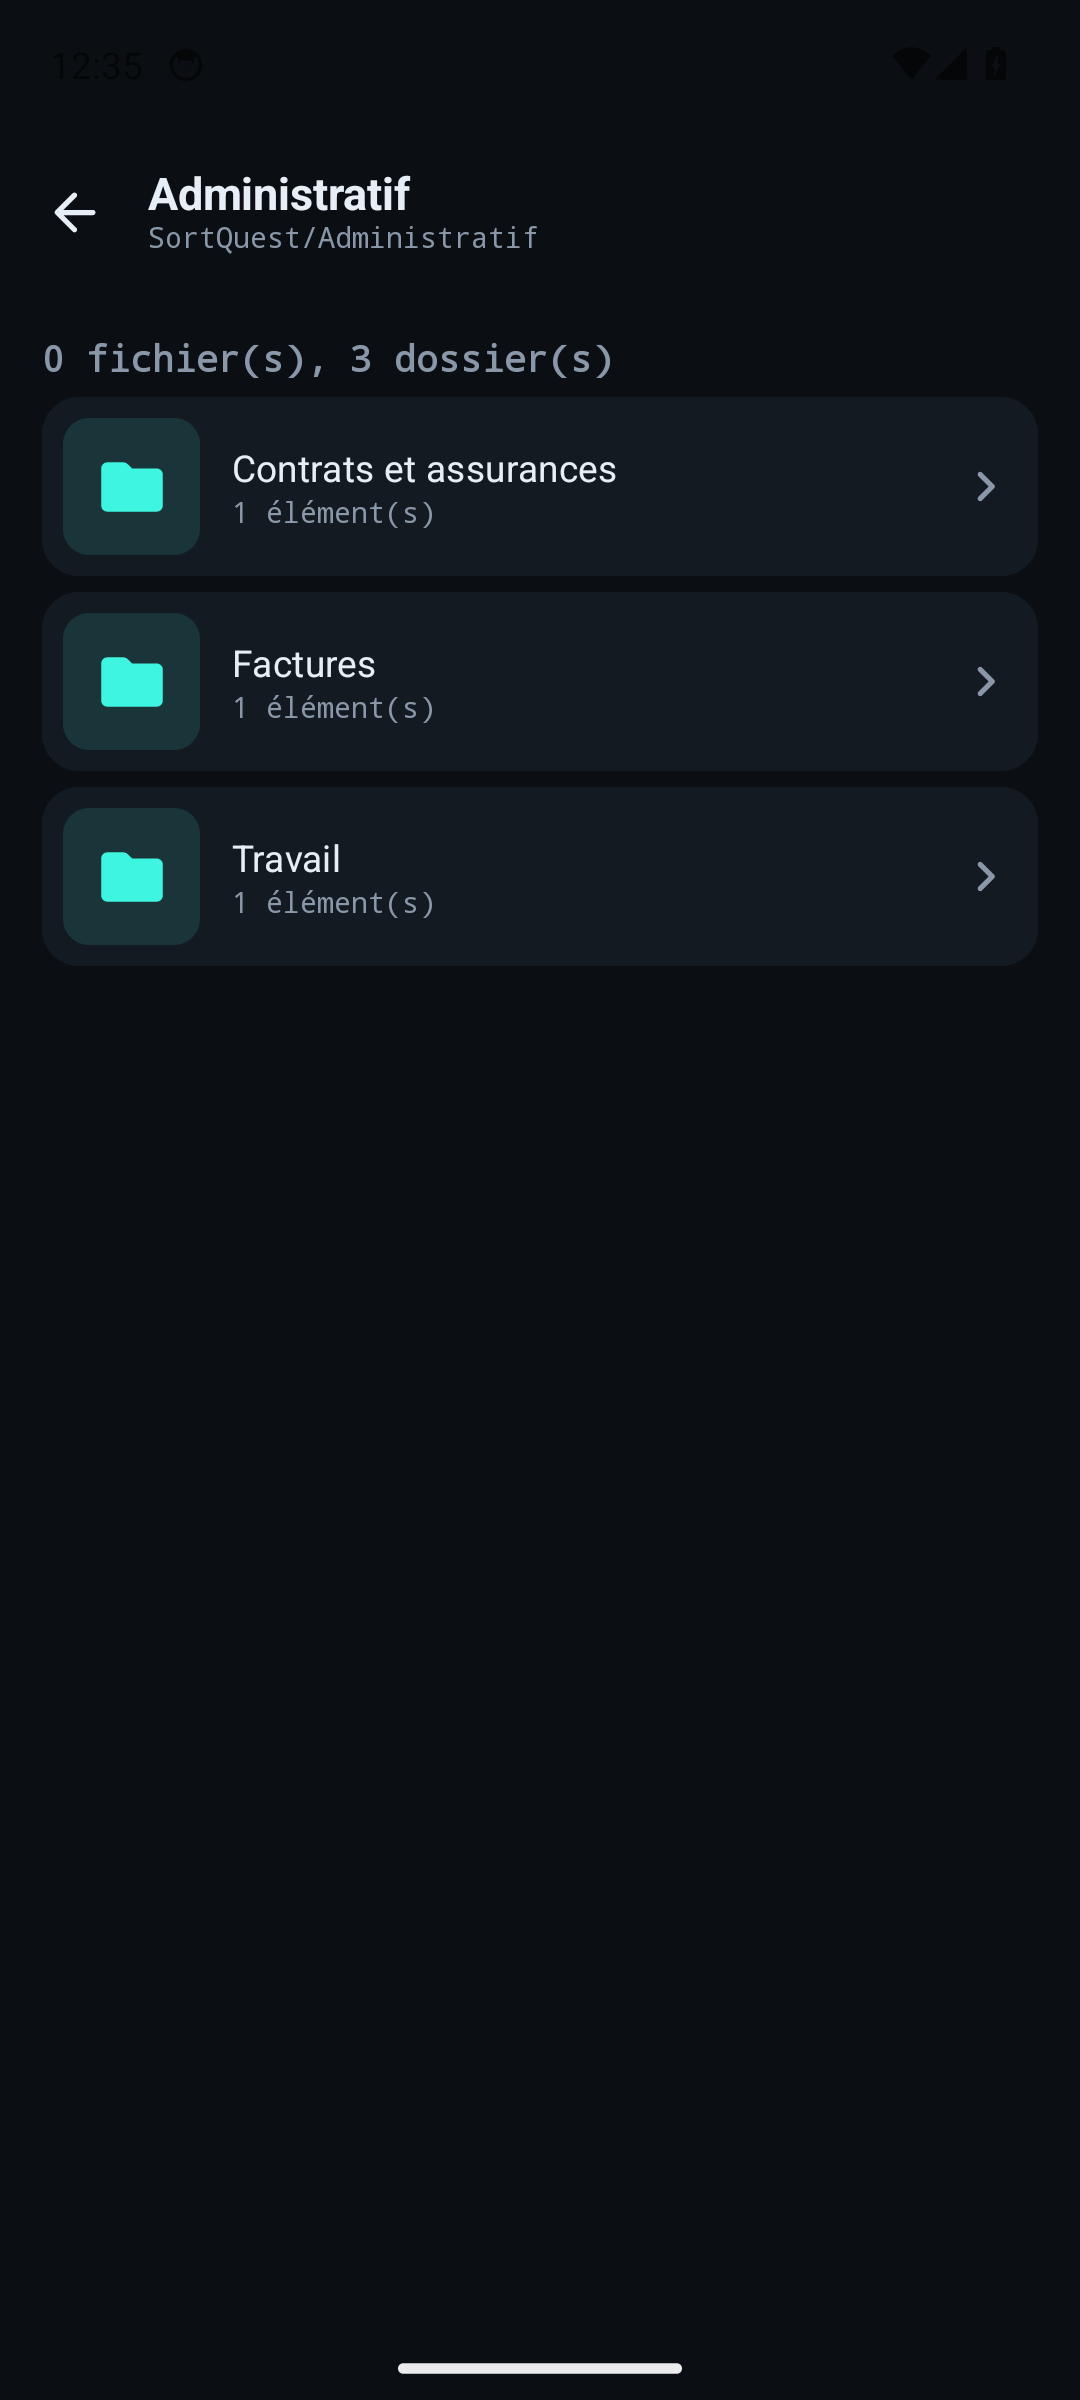 12:35
Administratif
SortQuest/Administratif
0 fichier(s), 3 dossier(s)
Contrats et assurances
1 élément(s)
Factures
1 élément(s)
Travail
1 élément(s)